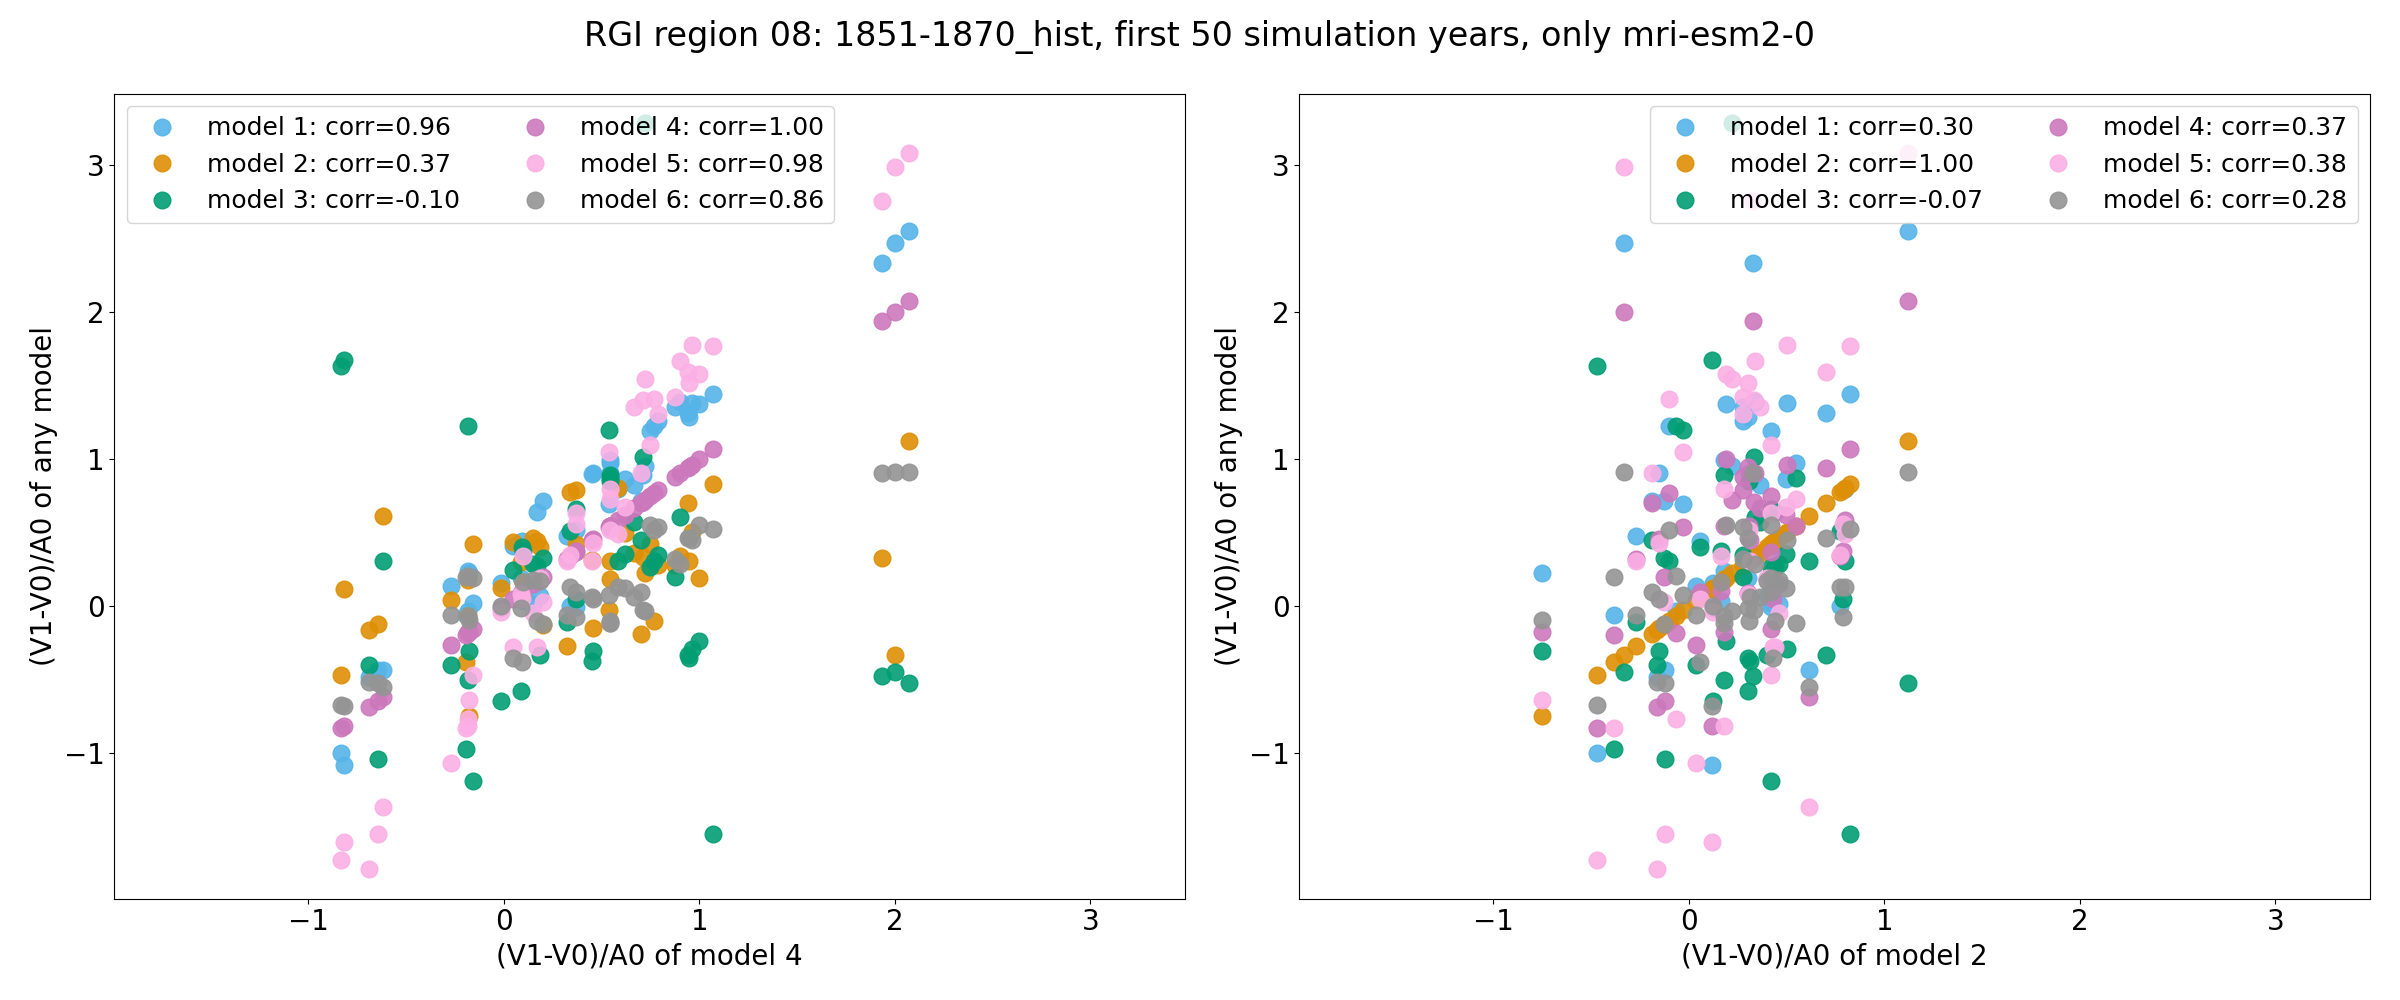 RGI region 08: 1851-1870_hist, first 50 simulation years, only mri-esm2-0
model 1: corr=0.96
model 2: corr=0.37
model 3: corr=-0.10
model 4: corr=1.00
model 5: corr=0.98
model 6: corr=0.86
(V1-V0)/A0 of any model
3
2
1
0
−1
−1 0 1 2 3
(V1-V0)/A0 of model 4
model 1: corr=0.30
model 2: corr=1.00
model 3: corr=-0.07
model 4: corr=0.37
model 5: corr=0.38
model 6: corr=0.28
(V1-V0)/A0 of any model
3
2
1
0
−1
−1 0 1 2 3
(V1-V0)/A0 of model 2